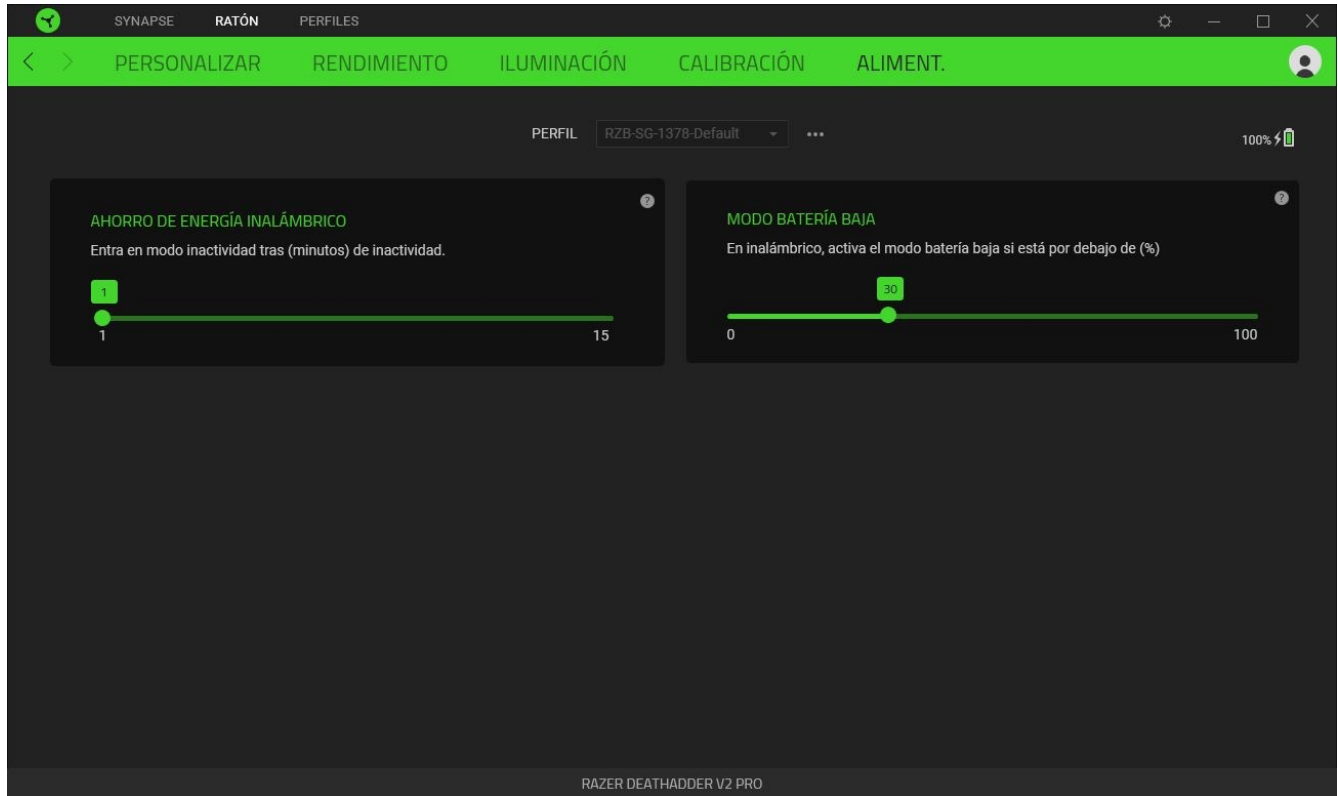 SYNAPSE RATÓN PERFILES
PERSONALIZAR RENDIMIENTO ILUMINACIÓN CALIBRACIÓN ALIMENT.
PERFIL RZB-SG-1378-Default
100%
AHORRO DE ENERGÍA INALÁMBRICO
Entra en modo inactividad tras (minutos) de inactividad.
1
1 15
MODO BATERÍA BAJA
En inalámbrico, activa el modo batería baja si está por debajo de (%)
30
0 100
RAZER DEATHADDER V2 PRO